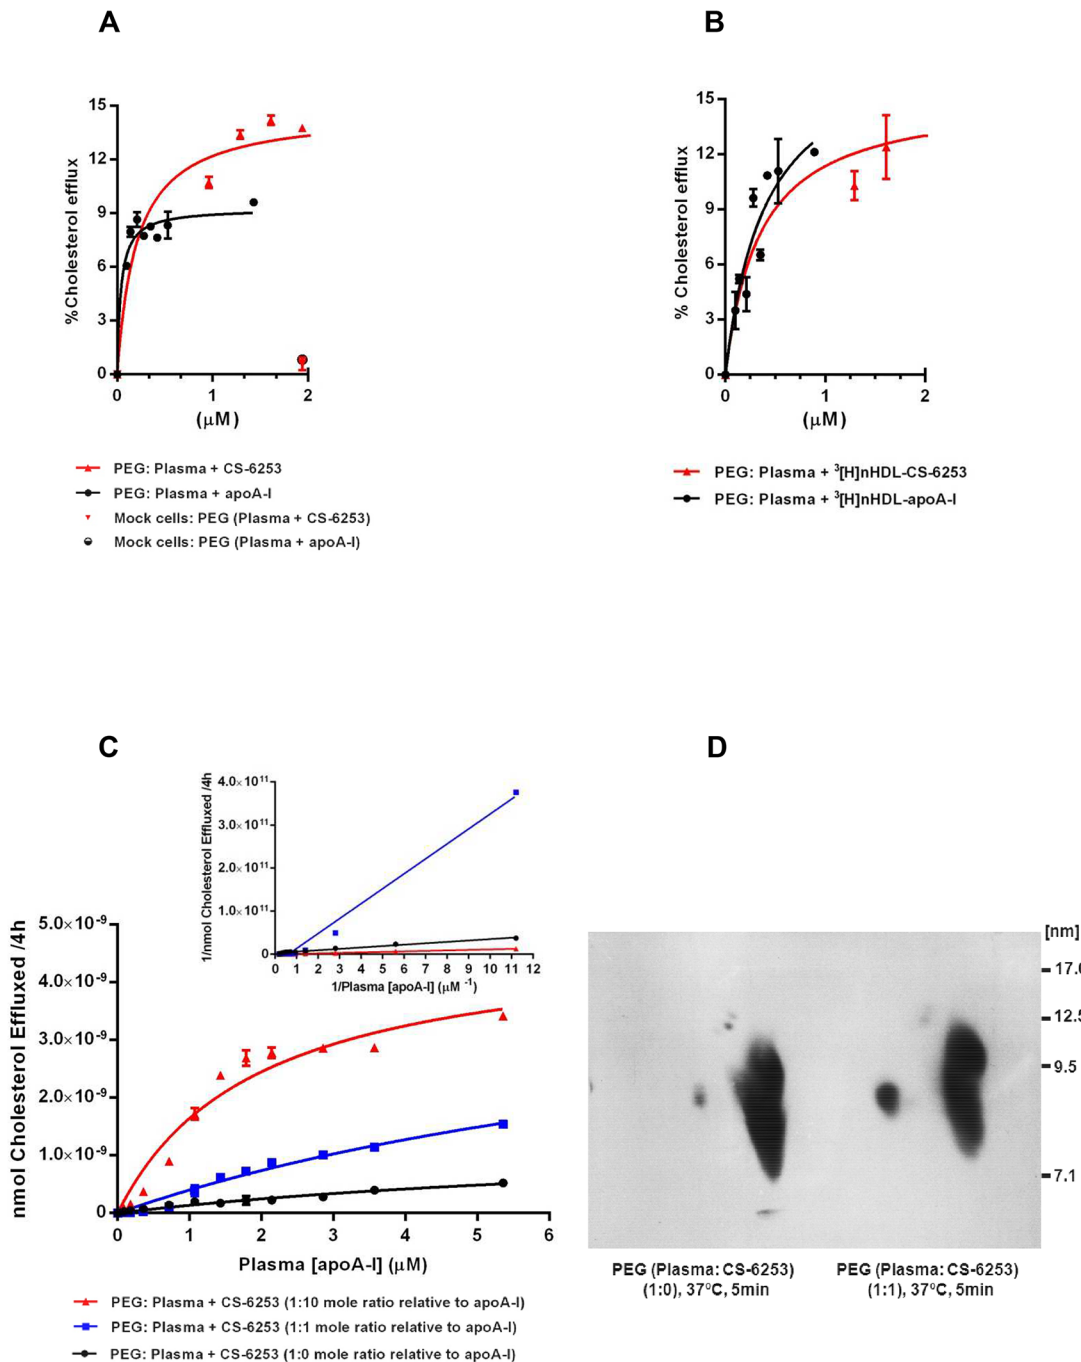 A
B
15
12
9
6
3
0
%Cholesterol efflux
0
1
2
(μM)
PEG: Plasma + CS-6253
PEG: Plasma + apoA-I
Mock cells: PEG (Plasma + CS-6253)
Mock cells: PEG (Plasma + apoA-I)
15
12
9
6
3
0
% Cholesterol efflux
0
1
2
(μM)
PEG: Plasma + ³[H]nHDL-CS-6253
PEG: Plasma + ³[H]nHDL-apoA-I
C
D
4.0×10¹¹
3.0×10¹¹
2.0×10¹¹
1.0×10¹¹
0
1/nmol Cholesterol Effluxed /4h
0 1 2 3 4 5 6 7 8 9 10 11 12
1/Plasma [apoA-I] (μM ⁻¹)
5.0×10⁻⁹
4.0×10⁻⁹
3.0×10⁻⁹
2.0×10⁻⁹
1.0×10⁻⁹
0
nmol Cholesterol Effluxed /4h
0 1 2 3 4 5 6
Plasma [apoA-I] (μM)
PEG: Plasma + CS-6253 (1:10 mole ratio relative to apoA-I)
PEG: Plasma + CS-6253 (1:1 mole ratio relative to apoA-I)
PEG: Plasma + CS-6253 (1:0 mole ratio relative to apoA-I)
[nm]
17.0
12.5
9.5
7.1
PEG (Plasma: CS-6253)
(1:0), 37°C, 5min
PEG (Plasma: CS-6253)
(1:1), 37°C, 5min